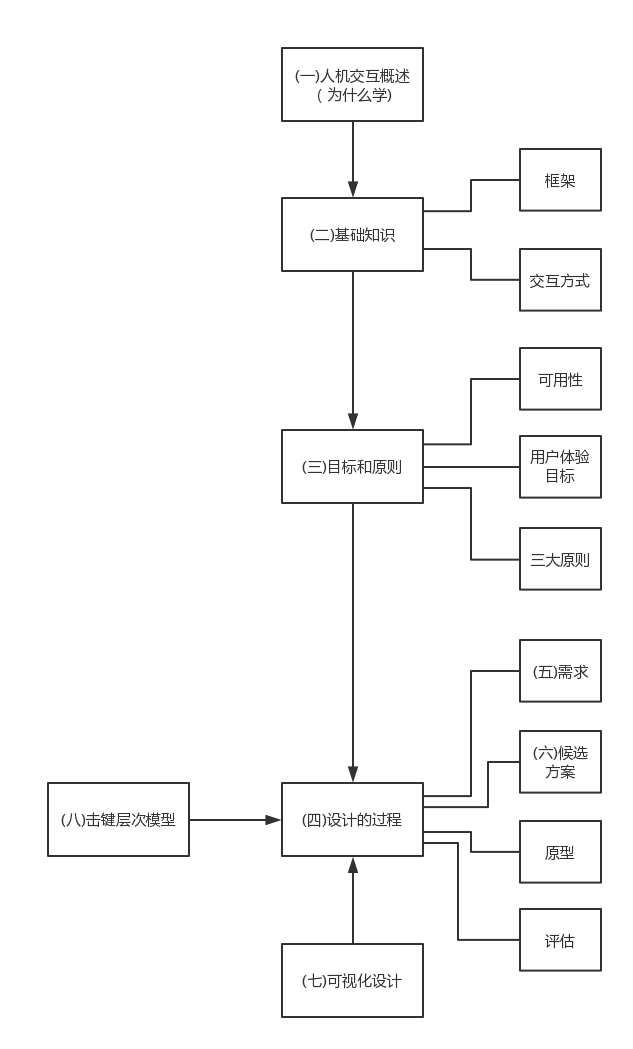 (一)人机交互概述
( 为什么学)
框架
(二)基础知识
交互方式
可用性
用户体验
目标
(三)目标和原则
三大原则
(五)需求
(六)候选
方案
(八)击键层次模型
(四)设计的过程
原型
评估
(七)可视化设计